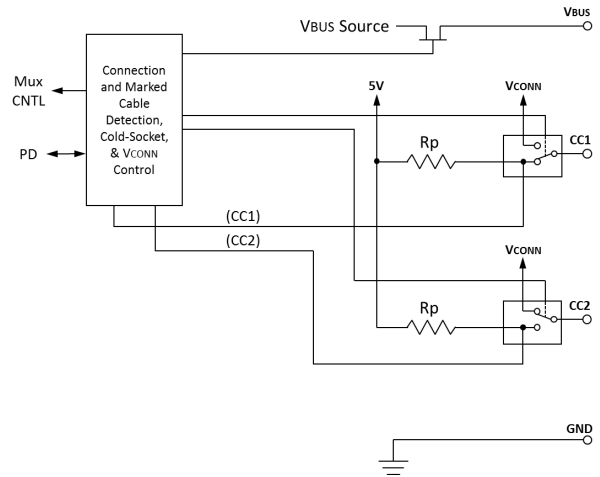 VBUS Source
VBUS
Mux
CNTL
PD
Connection
and Marked
Cable
Detection,
Cold-Socket,
& VCONN
Control
5V
VCONN
Rp
CC1
(CC1)
(CC2)
VCONN
Rp
CC2
GND